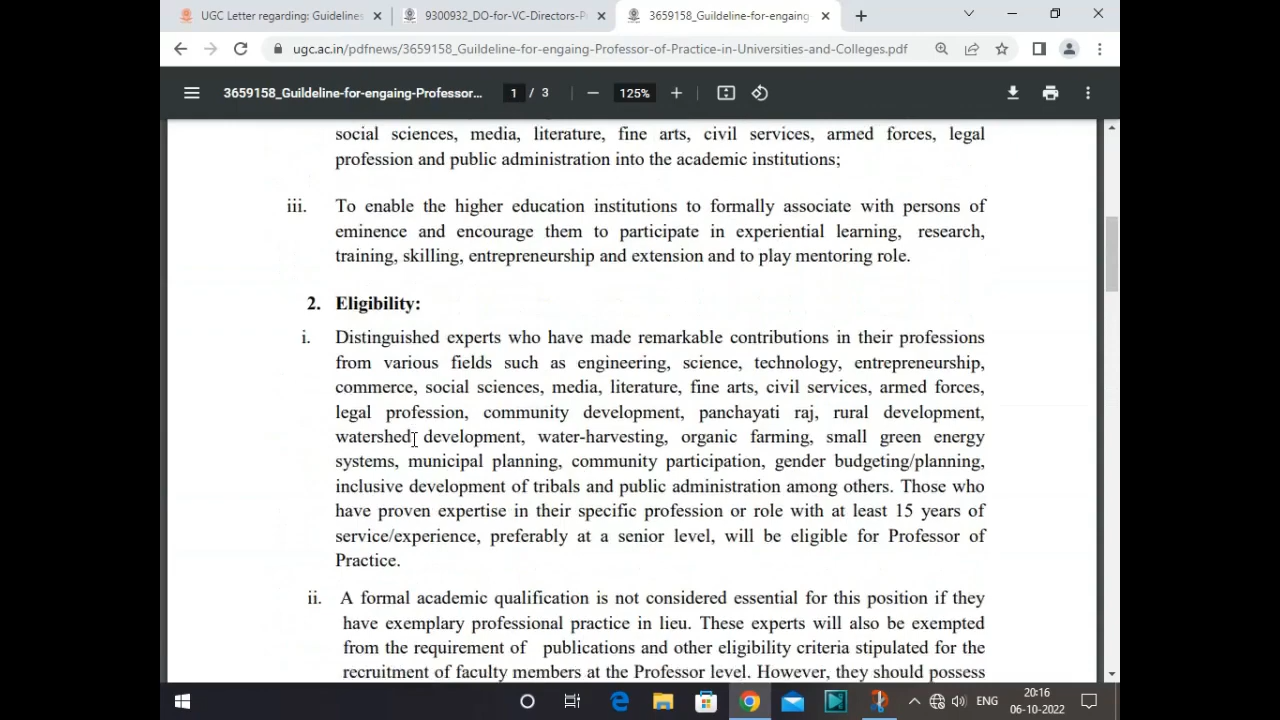 UGC Letter regarding: Guidelines
9300932_DO-for-VC-Directors-P
3659158_Guildeline-for-engaing
ugc.ac.in/pdfnews/3659158_Guildeline-for-engaing-Professor-of-Practice-in-Universities-and-Colleges.pdf
3659158_Guildeline-for-engaing-Professor...
1 / 3
125%
social sciences, media, literature, fine arts, civil services, armed forces, legal
profession and public administration into the academic institutions;
iii. To enable the higher education institutions to formally associate with persons of
eminence and encourage them to participate in experiential learning, research,
training, skilling, entrepreneurship and extension and to play mentoring role.
2. Eligibility:
i. Distinguished experts who have made remarkable contributions in their professions
from various fields such as engineering, science, technology, entrepreneurship,
commerce, social sciences, media, literature, fine arts, civil services, armed forces,
legal profession, community development, panchayati raj, rural development,
watershed development, water-harvesting, organic farming, small green energy
systems, municipal planning, community participation, gender budgeting/planning,
inclusive development of tribals and public administration among others. Those who
have proven expertise in their specific profession or role with at least 15 years of
service/experience, preferably at a senior level, will be eligible for Professor of
Practice.
ii. A formal academic qualification is not considered essential for this position if they
have exemplary professional practice in lieu. These experts will also be exempted
from the requirement of publications and other eligibility criteria stipulated for the
recruitment of faculty members at the Professor level. However, they should possess
ENG
20:16
06-10-2022